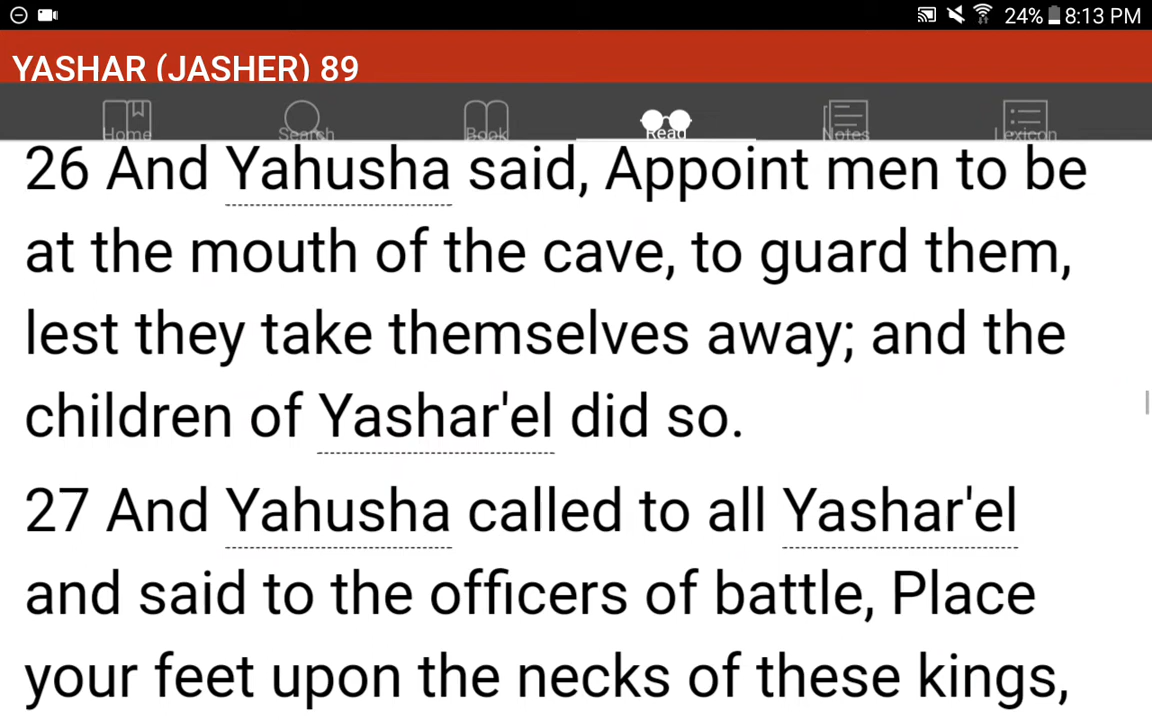 24% 8:13 PM
YASHAR (JASHER) 89
Home Search Book Read Notes Lexicon
26 And Yahusha said, Appoint men to be
at the mouth of the cave, to guard them,
lest they take themselves away; and the
children of Yashar'el did so.
27 And Yahusha called to all Yashar'el
and said to the officers of battle, Place
your feet upon the necks of these kings,